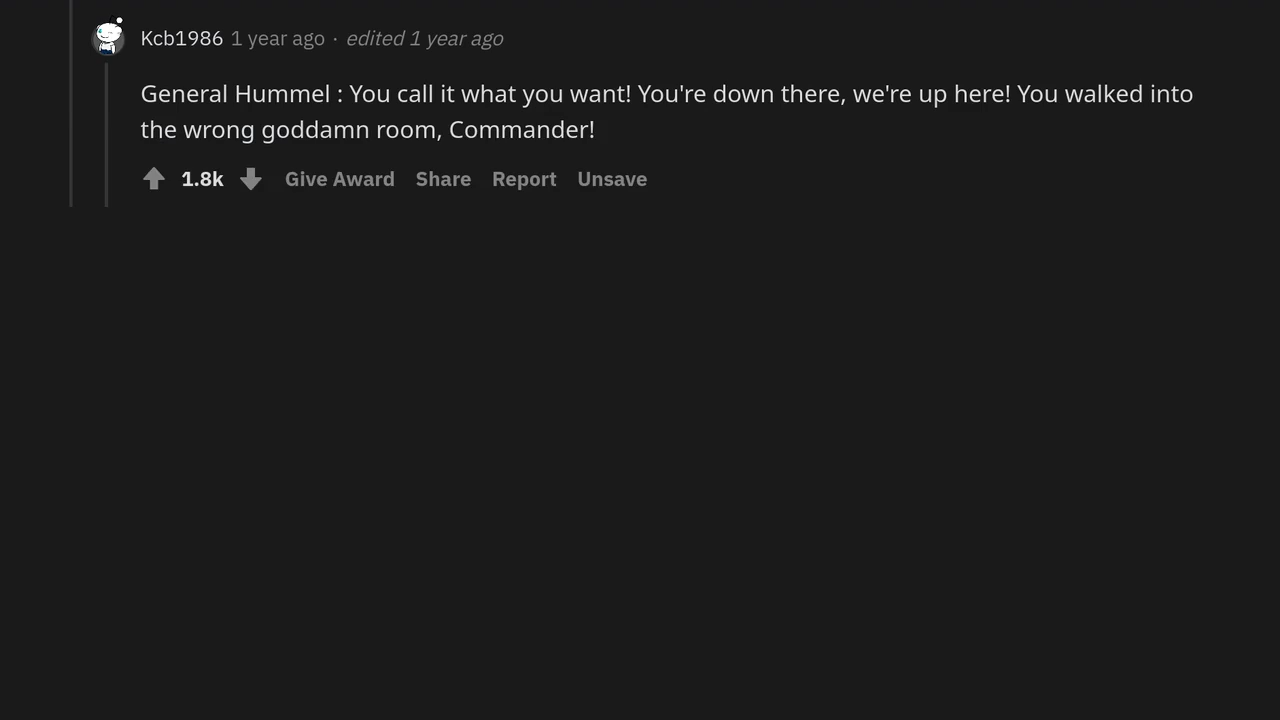 Kcb1986 1 year ago · edited 1 year ago
General Hummel : You call it what you want! You're down there, we're up here! You walked into
the wrong goddamn room, Commander!
1.8k Give Award Share Report Unsave